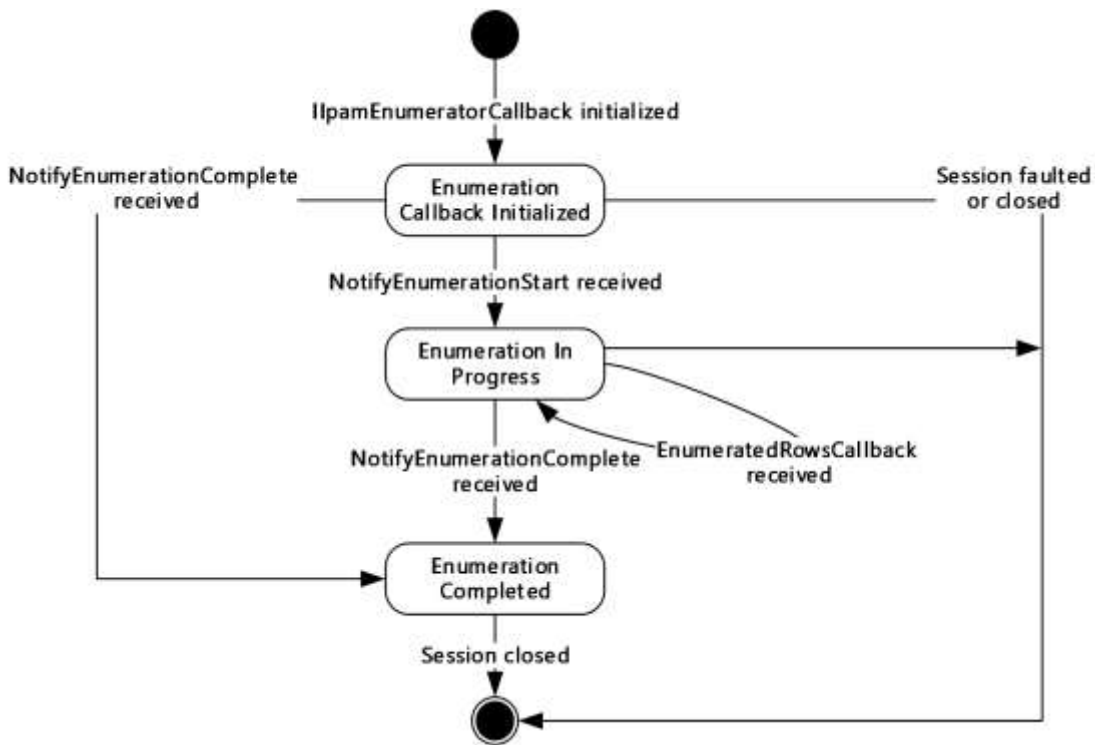 IIpamEnumeratorCallback initialized
NotifyEnumerationComplete
received
Enumeration
Callback Initialized
Session faulted
or closed
NotifyEnumerationStart received
Enumeration In
Progress
NotifyEnumerationComplete
received
EnumeratedRowsCallback
received
Enumeration
Completed
Session closed